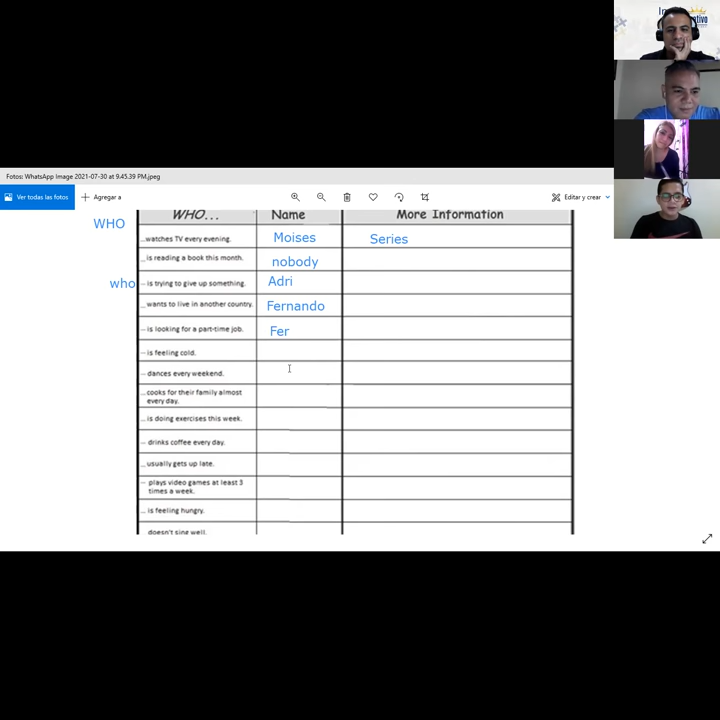 In
tivo
Fotos: WhatsApp Image 2021-07-30 at 9.45.39 PM.jpeg
Ver todas las fotos
Agregar a
Editar y crear
WHO
WHO... Name More Information
...watches TV every evening. Moises Series
... is reading a book this month. nobody
who
... is trying to give up something. Adri
... wants to live in another country. Fernando
... is looking for a part-time job. Fer
... is feeling cold.
... dances every weekend.
... cooks for their family almost
every day.
... is doing exercises this week.
... drinks coffee every day.
... usually gets up late.
... plays video games at least 3
times a week.
... is feeling hungry.
doesn't sing well.